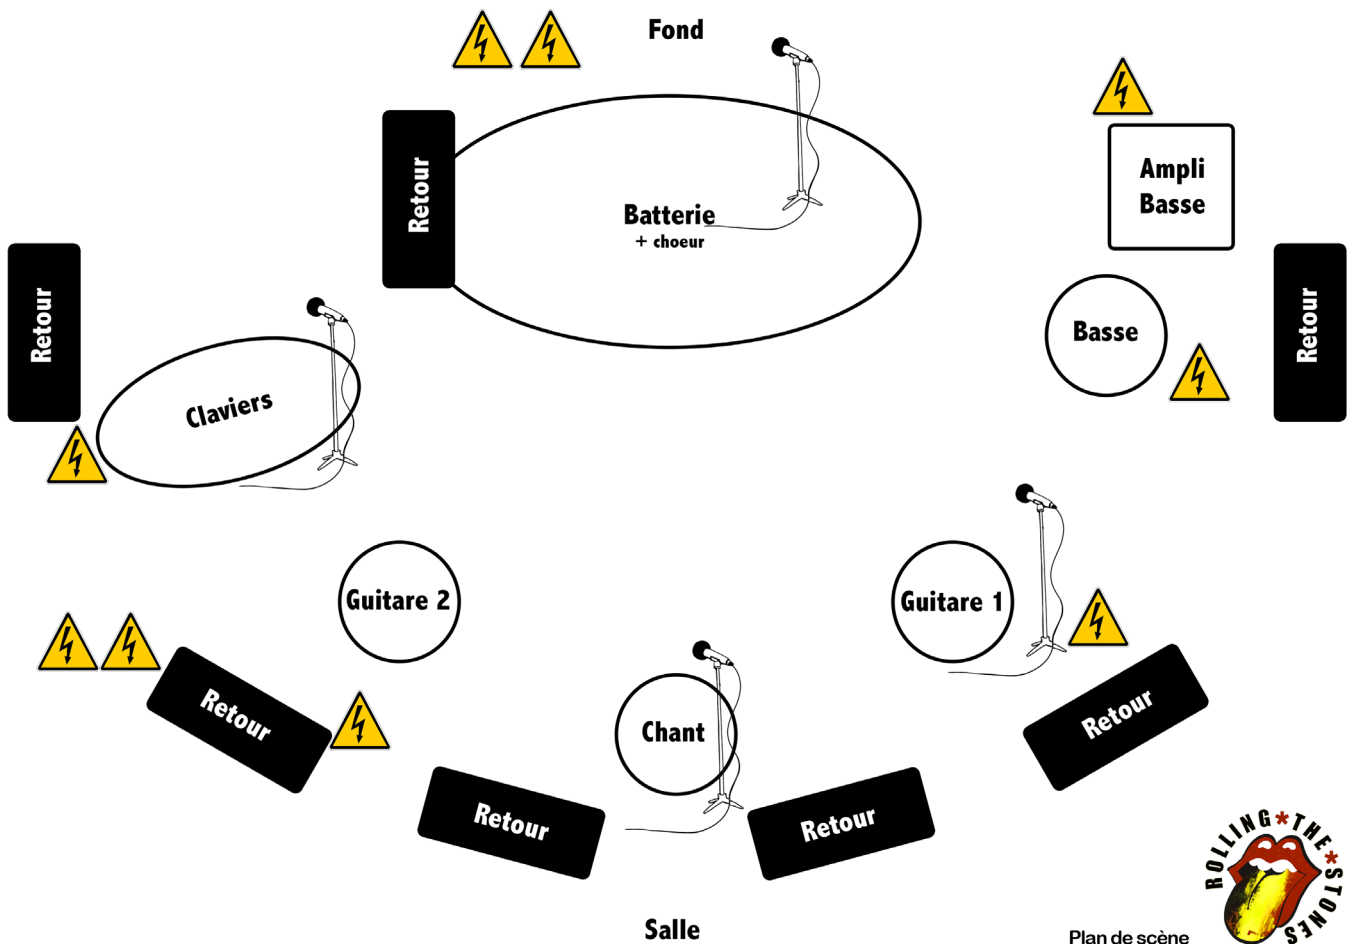 Fond
Retour
Batterie
+ choeur
Ampli
Basse
Retour
Basse
Retour
Claviers
Guitare 2
Guitare 1
Retour
Chant
Retour
Retour
Retour
Salle
Plan de scène
ROLLING*THE*STONES